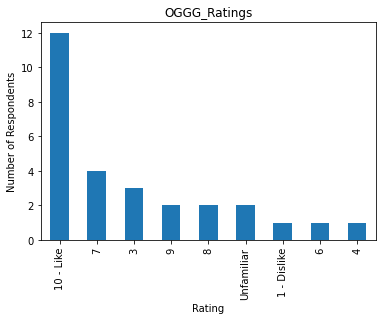 OGGG_Ratings
Number of Respondents
12
10
8
6
4
2
0
10 - Like
7
3
9
8
Unfamiliar
1 - Dislike
6
4
Rating